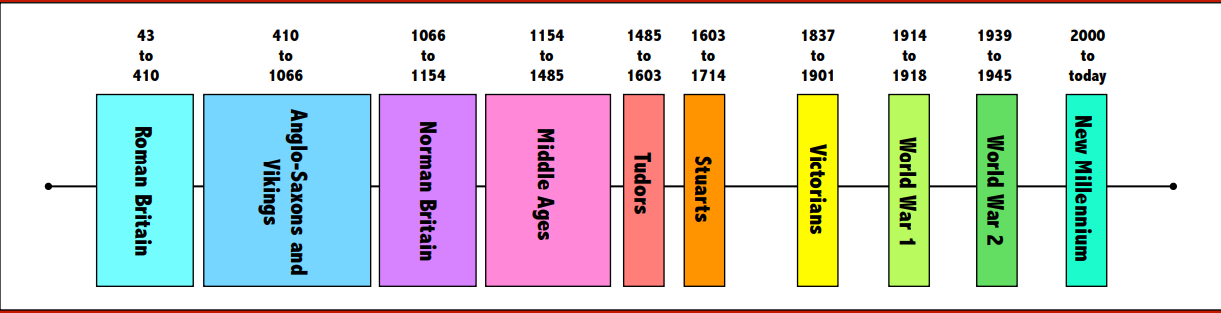 43
to
410
410
to
1066
1066
to
1154
1154
to
1485
1485
to
1603
1603
to
1714
1837
to
1901
1914
to
1918
1939
to
1945
2000
to
today
Roman Britain
Anglo-Saxons and
Vikings
Norman Britain
Middle Ages
Tudors
Stuarts
Victorians
World War 1
World War 2
New Millennium